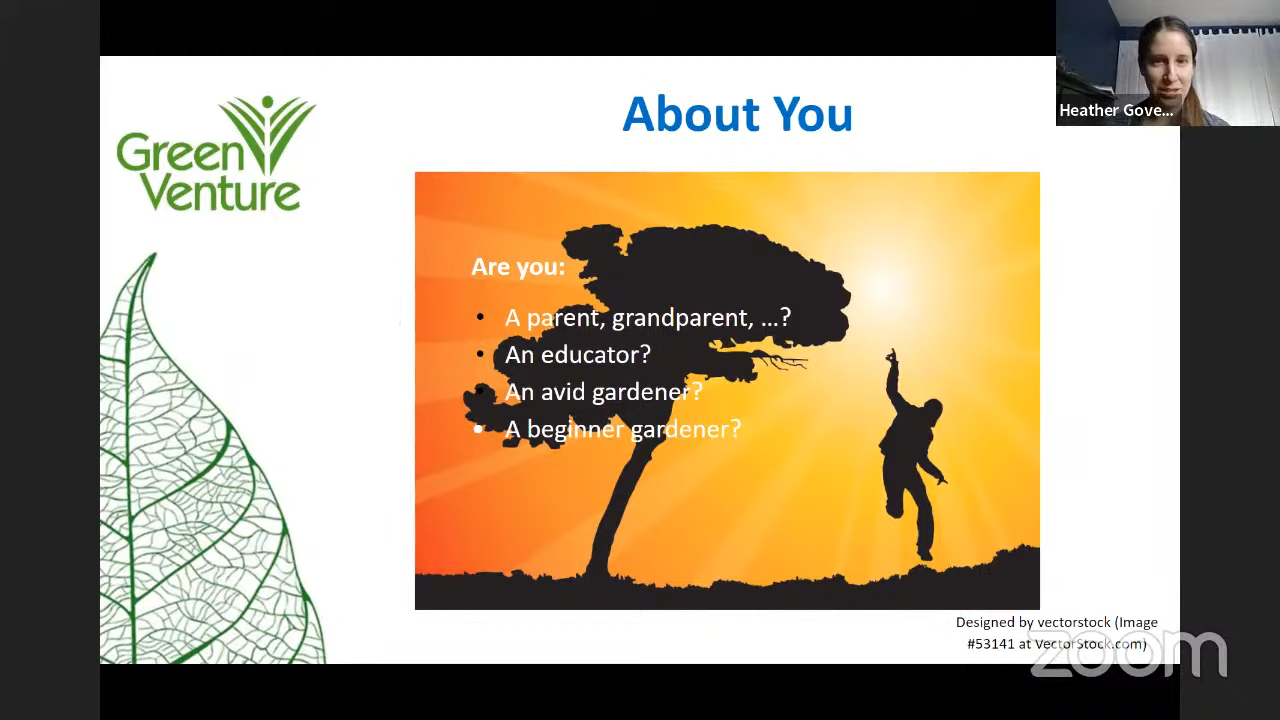 Green
Venture
About You
Heather Gove...
Are you:
• A parent, grandparent, ...?
• An educator?
• An avid gardener?
• A beginner gardener?
Designed by vectorstock (Image
#53141 at VectorStock.com)
zoom